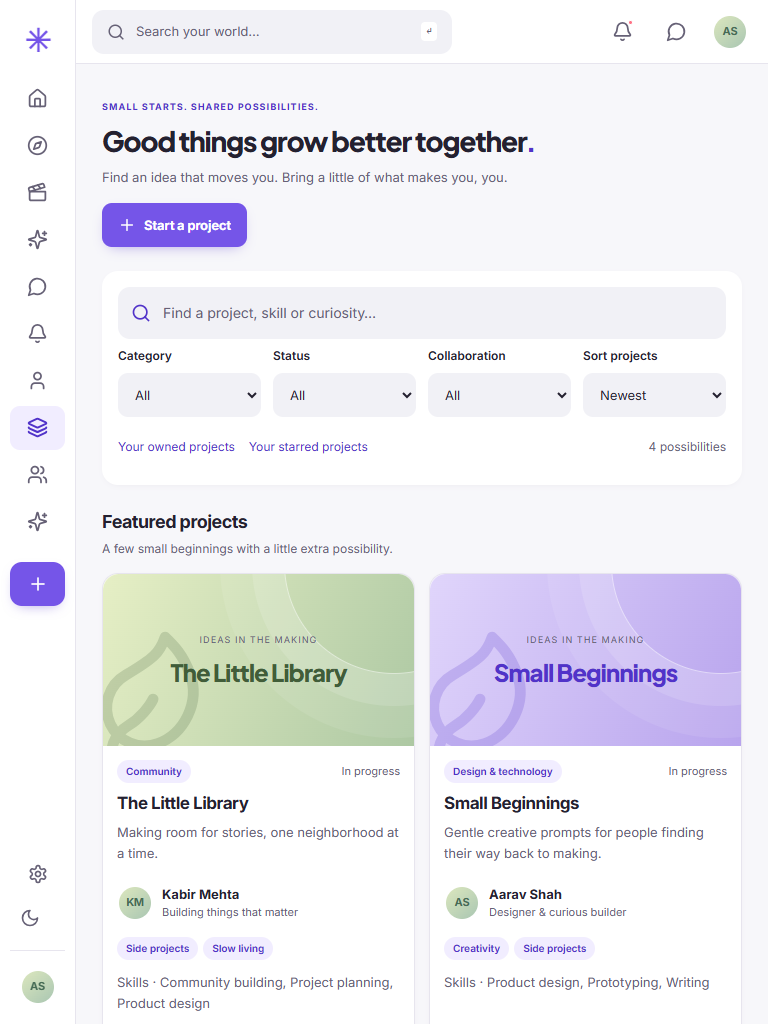 Search your world...
AS
SMALL STARTS. SHARED POSSIBILITIES.
Good things grow better together.
Find an idea that moves you. Bring a little of what makes you, you.
Start a project
Find a project, skill or curiosity...
Category
Status
Collaboration
Sort projects
All
All
All
Newest
Your owned projects
Your starred projects
4 possibilities
Featured projects
A few small beginnings with a little extra possibility.
IDEAS IN THE MAKING
The Little Library
Community
In progress
The Little Library
Making room for stories, one neighborhood at
a time.
KM
Kabir Mehta
Building things that matter
Side projects
Slow living
Skills · Community building, Project planning,
Product design
IDEAS IN THE MAKING
Small Beginnings
Design & technology
In progress
Small Beginnings
Gentle creative prompts for people finding
their way back to making.
AS
Aarav Shah
Designer & curious builder
Creativity
Side projects
Skills · Product design, Prototyping, Writing
AS